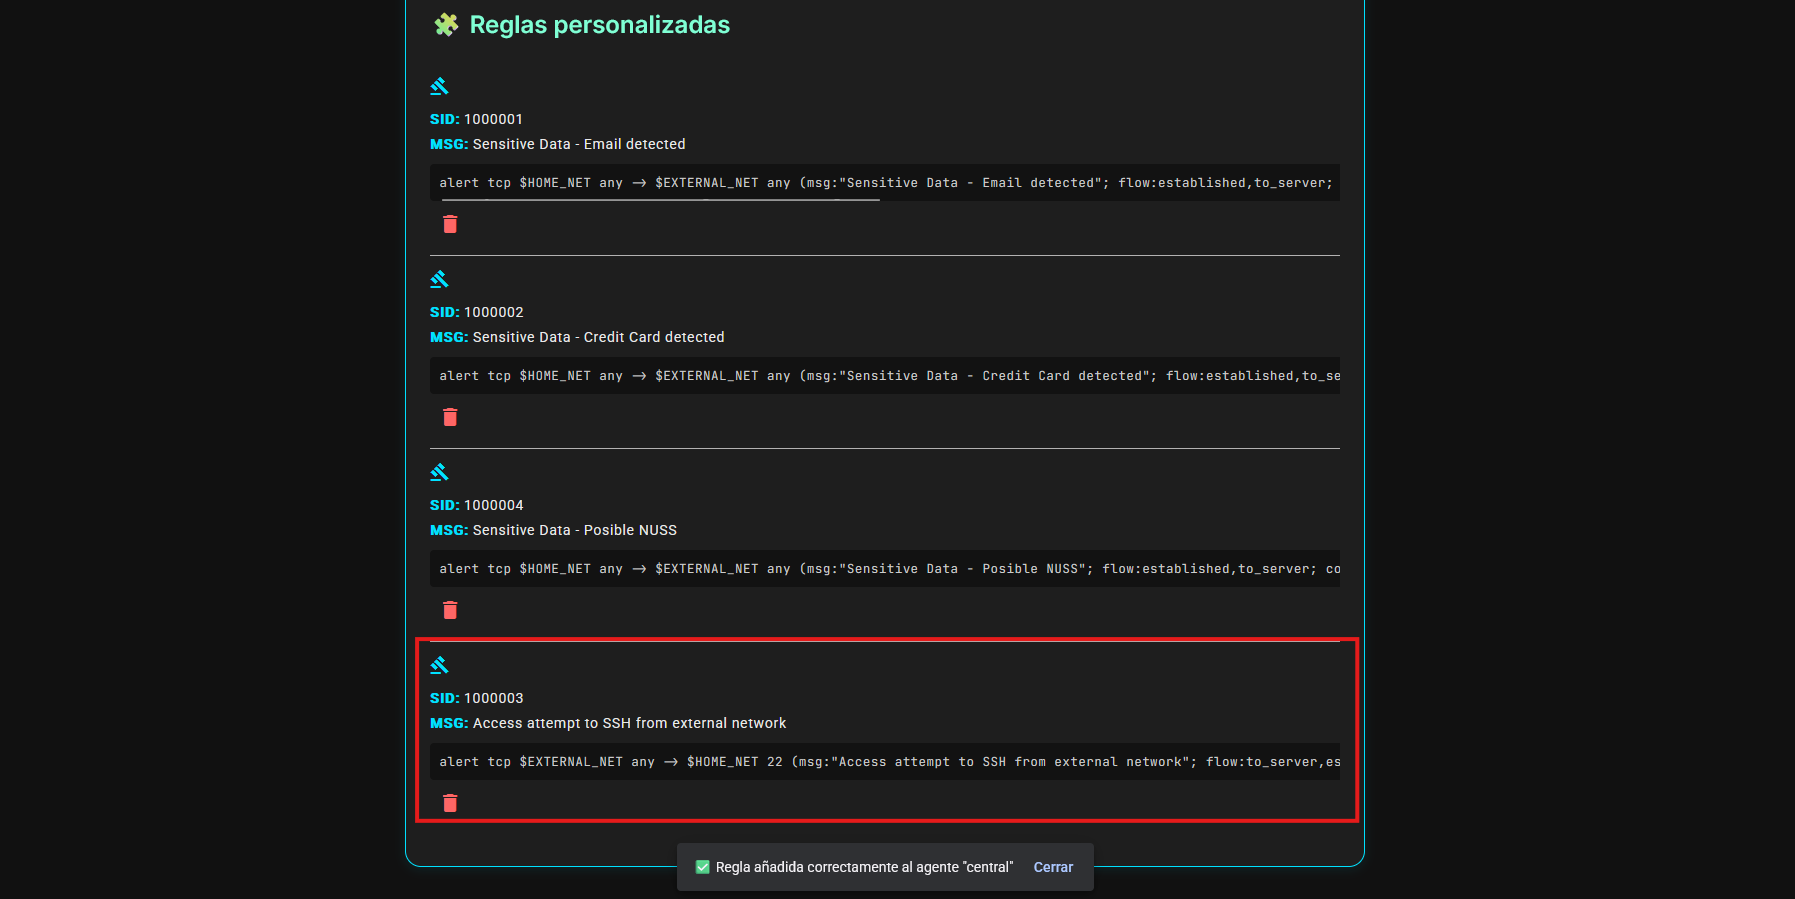 Reglas personalizadas
SID: 1000001
MSG: Sensitive Data - Email detected
alert tcp $HOME_NET any -> $EXTERNAL_NET any (msg:"Sensitive Data - Email detected"; flow:established,to_server;
SID: 1000002
MSG: Sensitive Data - Credit Card detected
alert tcp $HOME_NET any -> $EXTERNAL_NET any (msg:"Sensitive Data - Credit Card detected"; flow:established,to_se
SID: 1000004
MSG: Sensitive Data - Posible NUSS
alert tcp $HOME_NET any -> $EXTERNAL_NET any (msg:"Sensitive Data - Posible NUSS"; flow:established,to_server; co
SID: 1000003
MSG: Access attempt to SSH from external network
alert tcp $EXTERNAL_NET any -> $HOME_NET 22 (msg:"Access attempt to SSH from external network"; flow:to_server,es
Regla añadida correctamente al agente "central" Cerrar